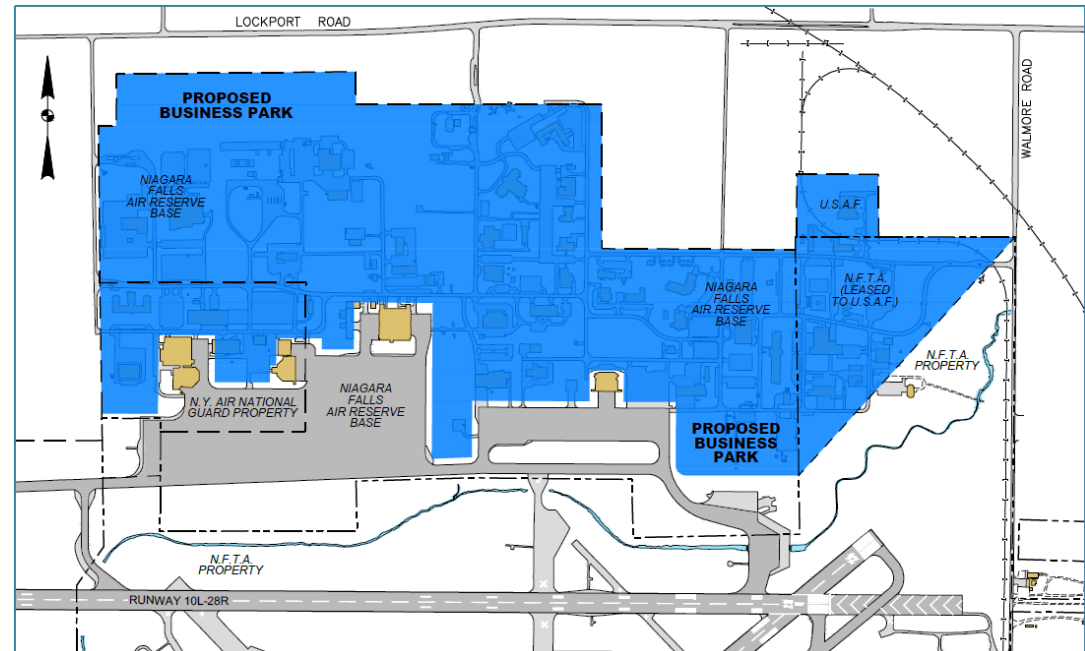 LOCKPORT ROAD
WALMORE ROAD
PROPOSED
BUSINESS PARK
NIAGARA
FALLS
AIR RESERVE
BASE
U.S.A.F.
N.F.T.A.
(LEASED
TO U.S.A.F.)
NIAGARA
FALLS
AIR RESERVE
BASE
N.F.T.A.
PROPERTY
N.Y. AIR NATIONAL
GUARD PROPERTY
NIAGARA
FALLS
AIR RESERVE
BASE
PROPOSED
BUSINESS
PARK
N.F.T.A.
PROPERTY
RUNWAY 10L-28R